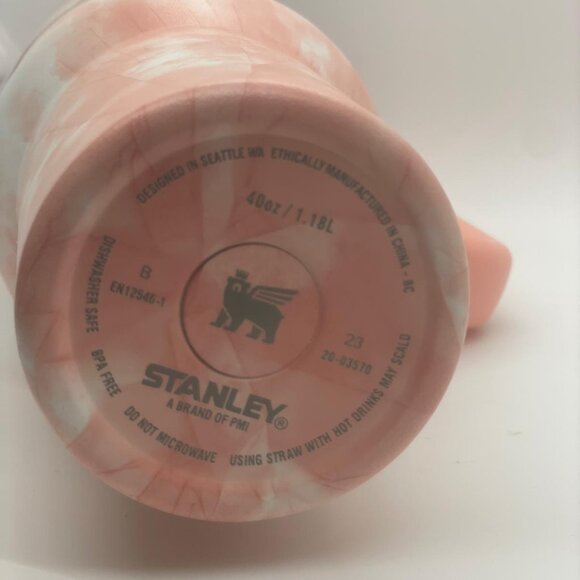 DESIGNED IN SEATTLE WA ETHICALLY MANUFACTURED IN CHINA - BC
40oz / 1.18L
B
EN12546-1
23
20-03570
STANLEY®
A BRAND OF PMI
DISHWASHER SAFE BPA FREE DO NOT MICROWAVE USING STRAW WITH HOT DRINKS MAY SCALD